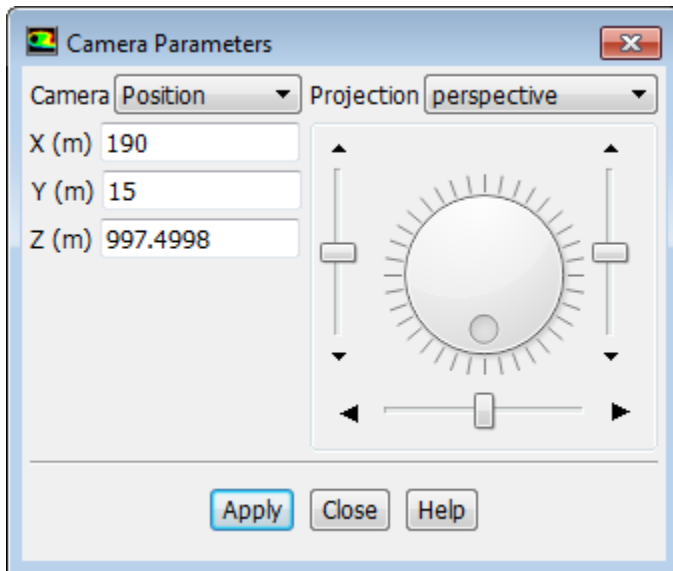 Camera Parameters
Camera Position Projection perspective
X (m) 190
Y (m) 15
Z (m) 997.4998
Apply Close Help